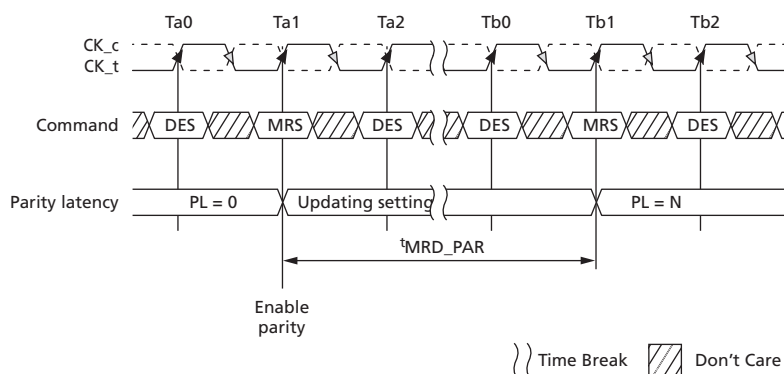 Ta0 Ta1 Ta2 Tb0 Tb1 Tb2
CK_c
CK_t
Command DES MRS DES DES MRS DES
Parity latency PL = 0 Updating setting PL = N
tMRD_PAR
Enable
parity
Time Break Don't Care